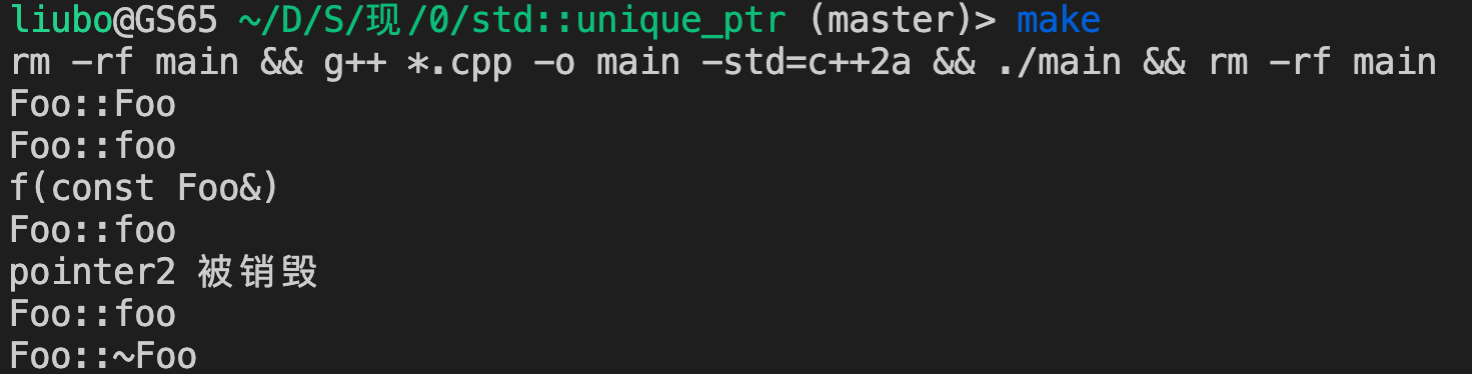 liubo@GS65 ~/D/S/现/0/std::unique_ptr (master)> make
rm -rf main && g++ *.cpp -o main -std=c++2a && ./main && rm -rf main
Foo::Foo
Foo::foo
f(const Foo&)
Foo::foo
pointer2 被销毁
Foo::foo
Foo::~Foo